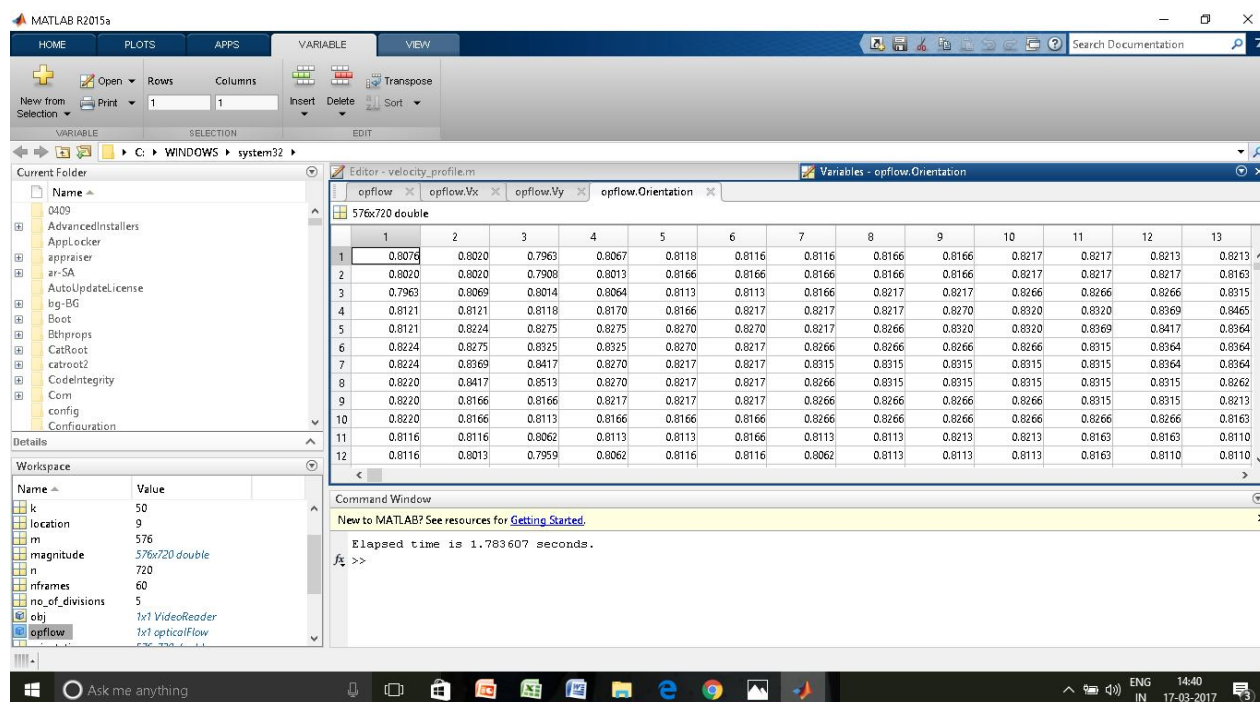 MATLAB R2015a
HOME PLOTS APPS VARIABLE VIEW Search Documentation
New from Selection Open Print Rows Columns Insert Delete Transpose Sort
1 1
VARIABLE SELECTION EDIT
C: WINDOWS system32
Current Folder
Name
0409
AdvancedInstallers
AppLocker
appraiser
ar-SA
AutoUpdateLicense
bg-BG
Boot
Bthprops
CatRoot
catroot2
CodeIntegrity
Com
config
Configuration
Details
Workspace
Name Value
k 50
location 9
m 576
magnitude 576x720 double
n 720
nframes 60
no_of_divisions 5
obj 1x1 VideoReader
opflow 1x1 opticalFlow
Editor - velocity_profile.m Variables - opflow.Orientation
opflow opflow.Vx opflow.Vy opflow.Orientation
576x720 double
1 2 3 4 5 6 7 8 9 10 11 12 13
1 0.8076 0.8020 0.7963 0.8067 0.8118 0.8116 0.8116 0.8166 0.8166 0.8217 0.8217 0.8213 0.8213
2 0.8020 0.8020 0.7908 0.8013 0.8166 0.8166 0.8166 0.8166 0.8166 0.8217 0.8217 0.8217 0.8163
3 0.7963 0.8069 0.8014 0.8064 0.8113 0.8113 0.8166 0.8217 0.8217 0.8266 0.8266 0.8266 0.8315
4 0.8121 0.8121 0.8118 0.8170 0.8166 0.8217 0.8217 0.8217 0.8270 0.8320 0.8320 0.8369 0.8465
5 0.8121 0.8224 0.8275 0.8275 0.8270 0.8270 0.8217 0.8266 0.8320 0.8320 0.8369 0.8417 0.8364
6 0.8224 0.8275 0.8325 0.8325 0.8270 0.8217 0.8266 0.8266 0.8266 0.8266 0.8315 0.8364 0.8364
7 0.8224 0.8369 0.8417 0.8270 0.8217 0.8217 0.8315 0.8315 0.8315 0.8315 0.8315 0.8364 0.8364
8 0.8220 0.8417 0.8513 0.8270 0.8217 0.8217 0.8266 0.8315 0.8315 0.8315 0.8315 0.8315 0.8262
9 0.8220 0.8166 0.8166 0.8217 0.8217 0.8266 0.8266 0.8266 0.8266 0.8266 0.8315 0.8315 0.8213
10 0.8220 0.8166 0.8113 0.8166 0.8166 0.8166 0.8266 0.8266 0.8266 0.8266 0.8266 0.8266 0.8163
11 0.8116 0.8116 0.8062 0.8113 0.8113 0.8166 0.8113 0.8113 0.8213 0.8213 0.8163 0.8163 0.8110
12 0.8116 0.8013 0.7959 0.8062 0.8116 0.8116 0.8062 0.8113 0.8113 0.8113 0.8163 0.8110 0.8110
Command Window
New to MATLAB? See resources for Getting Started.
Elapsed time is 1.783607 seconds.
fx >>
Ask me anything
ENG 14:40
IN 17-03-2017